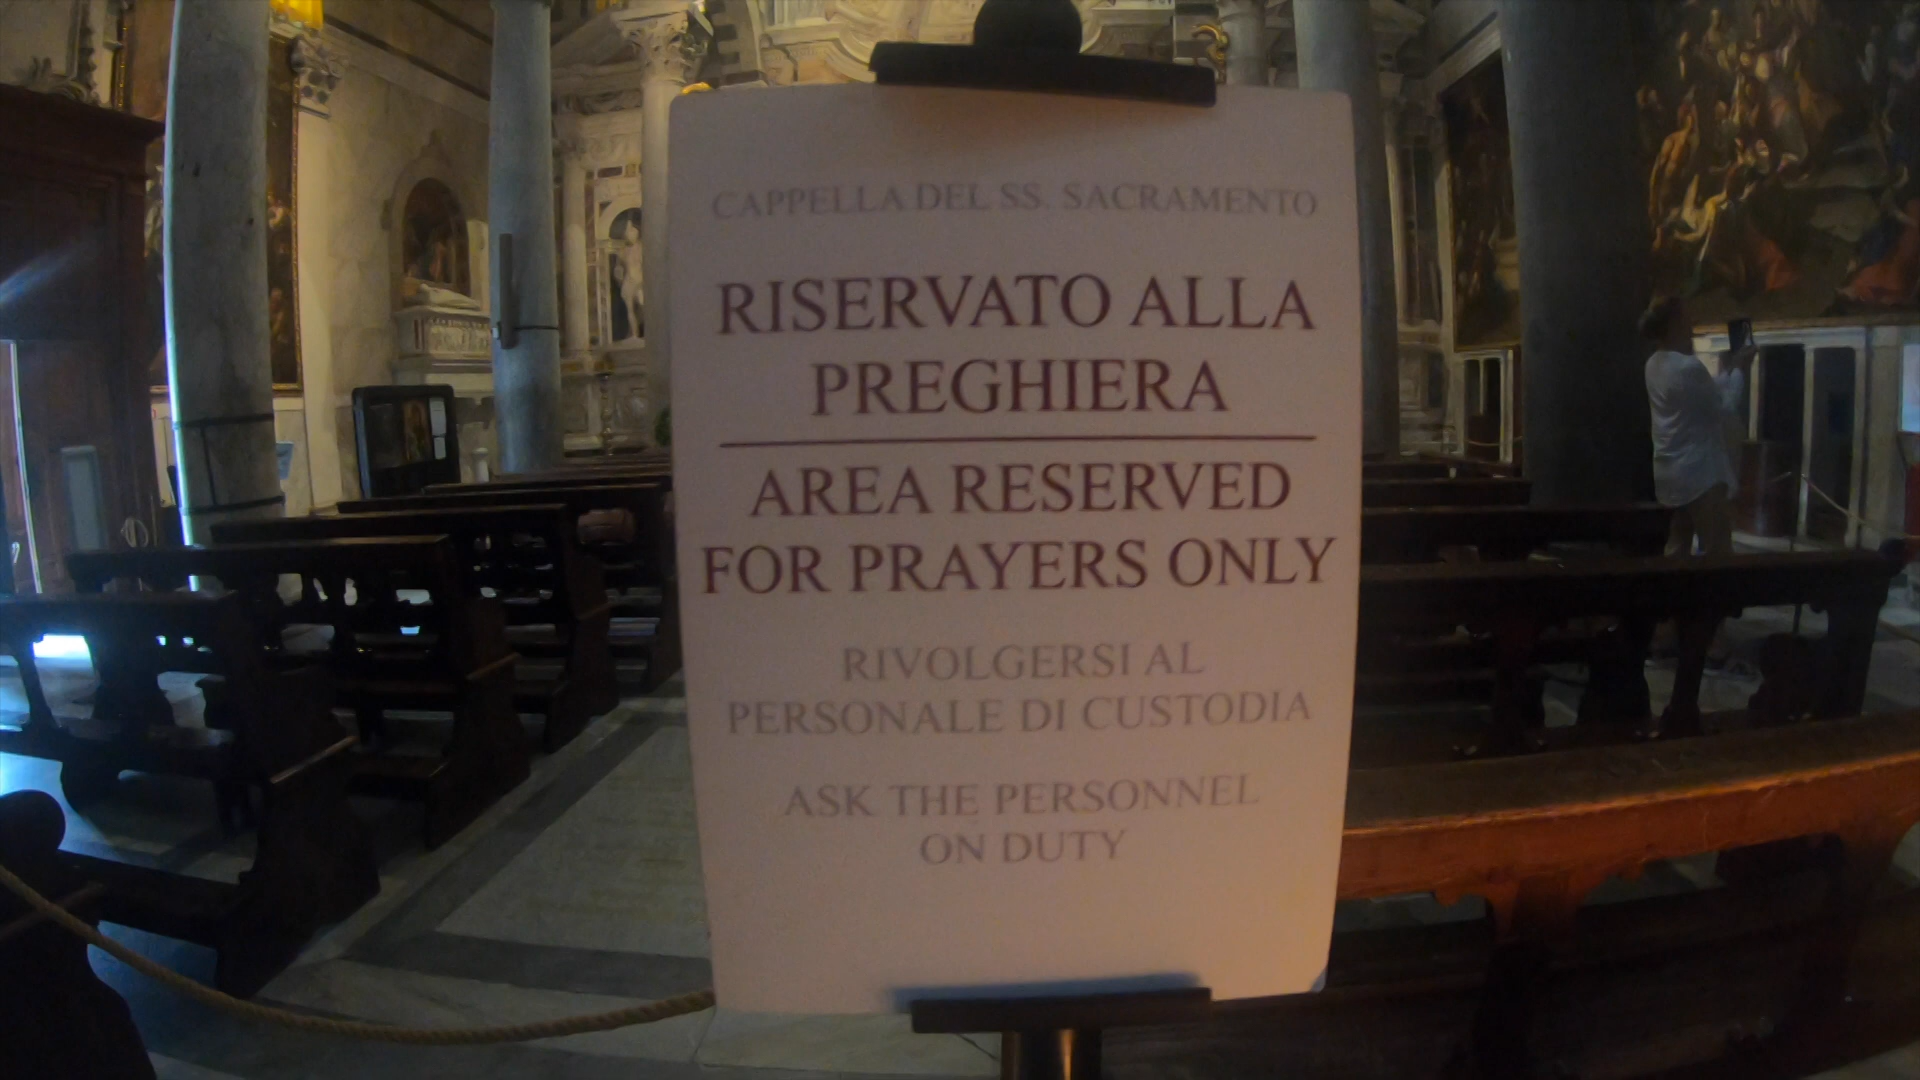 CAPPELLA DEL SS. SACRAMENTO
RISERVATO ALLA
PREGHIERA
AREA RESERVED
FOR PRAYERS ONLY
RIVOLGERSI AL
PERSONALE DI CUSTODIA
ASK THE PERSONNEL
ON DUTY